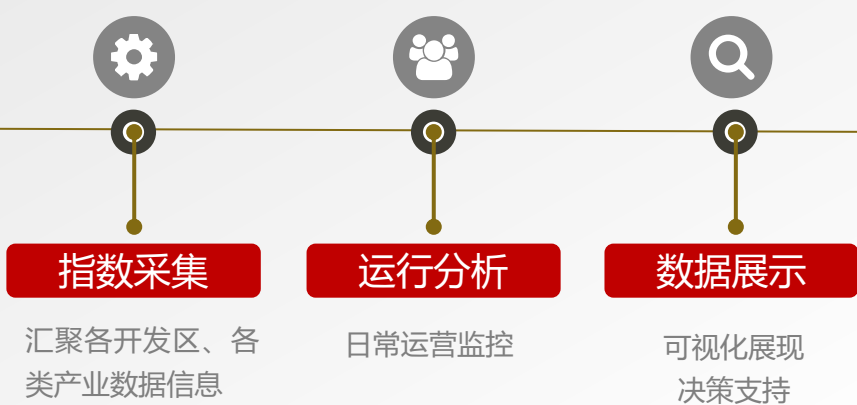 指数采集
运行分析
数据展示
汇聚各开发区、各
类产业数据信息
日常运营监控
可视化展现
决策支持